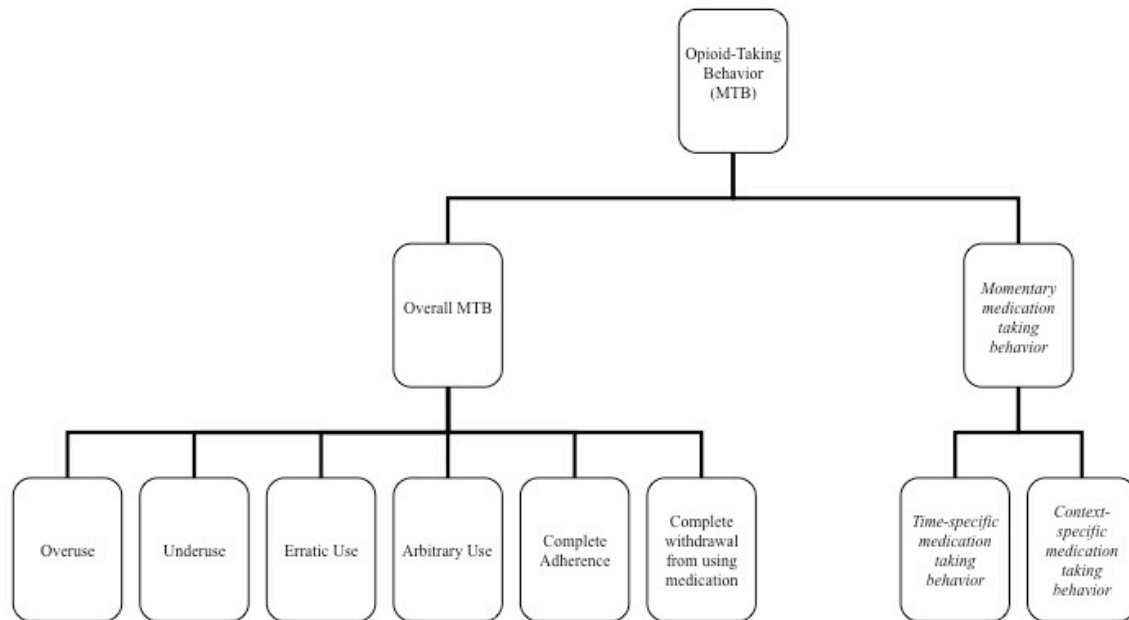 Opioid-Taking
Behavior
(MTB)
Overall MTB
Momentary
medication
taking
behavior
Overuse
Underuse
Erratic Use
Arbitrary Use
Complete
Adherence
Complete
withdrawal
from using
medication
Time-specific
medication
taking
behavior
Context-
specific
medication
taking
behavior